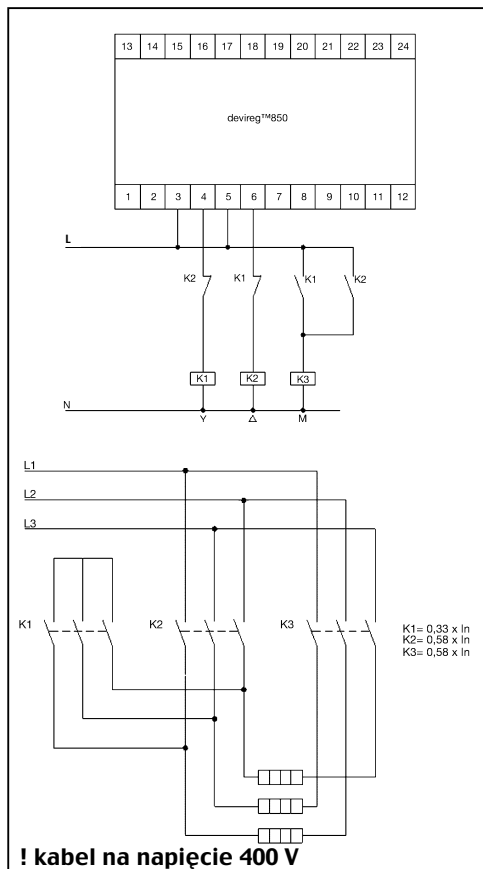 13 14 15 16 17 18 19 20 21 22 23 24
devireg™850
1 2 3 4 5 6 7 8 9 10 11 12
L
K2 K1 K1 K2
K1 K2 K3
N
Y Δ M
L1
L2
L3
K1 K2 K3
K1= 0,33 x In
K2= 0,58 x In
K3= 0,58 x In
! kabel na napięcie 400 V